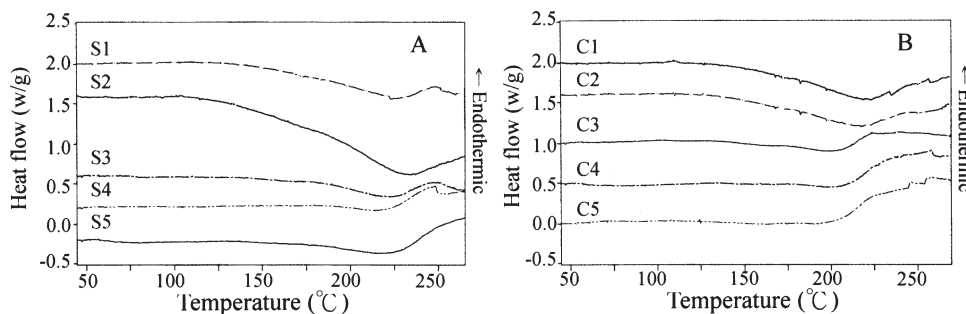 A
Heat flow (w/g)
2.5
2.0
1.5
1.0
0.5
0.0
-0.5
S1
S2
S3
S4
S5
50 100 150 200 250
Temperature (℃)
← Endothermic
B
Heat flow (w/g)
2.5
2.0
1.5
1.0
0.5
0.0
-0.5
C1
C2
C3
C4
C5
50 100 150 200 250
Temperature (℃)
← Endothermic